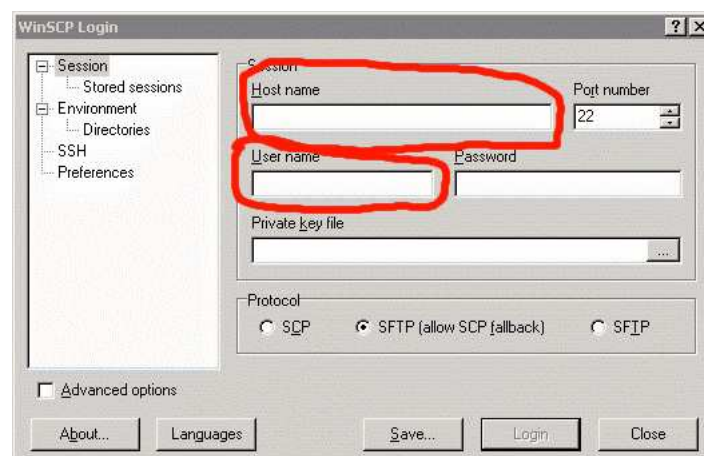 WinSCP Login
Session
Stored sessions
Environment
Directories
SSH
Preferences
Session
Host name
Port number
22
User name
Password
Private key file
...
Protocol
SCP
SFTP (allow SCP fallback)
SFTP
Advanced options
About...
Languages
Save...
Login
Close